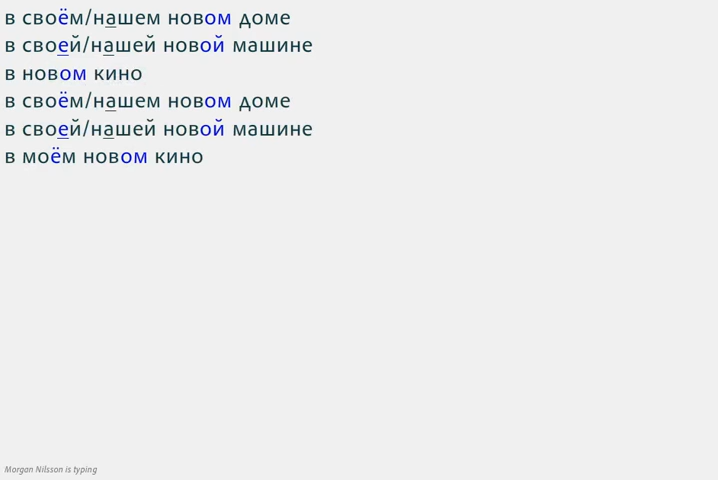 в своём/нашем новом доме
в своей/нашей новой машине
в новом кино
в своём/нашем новом доме
в своей/нашей новой машине
в моём новом кино
Morgan Nilsson is typing